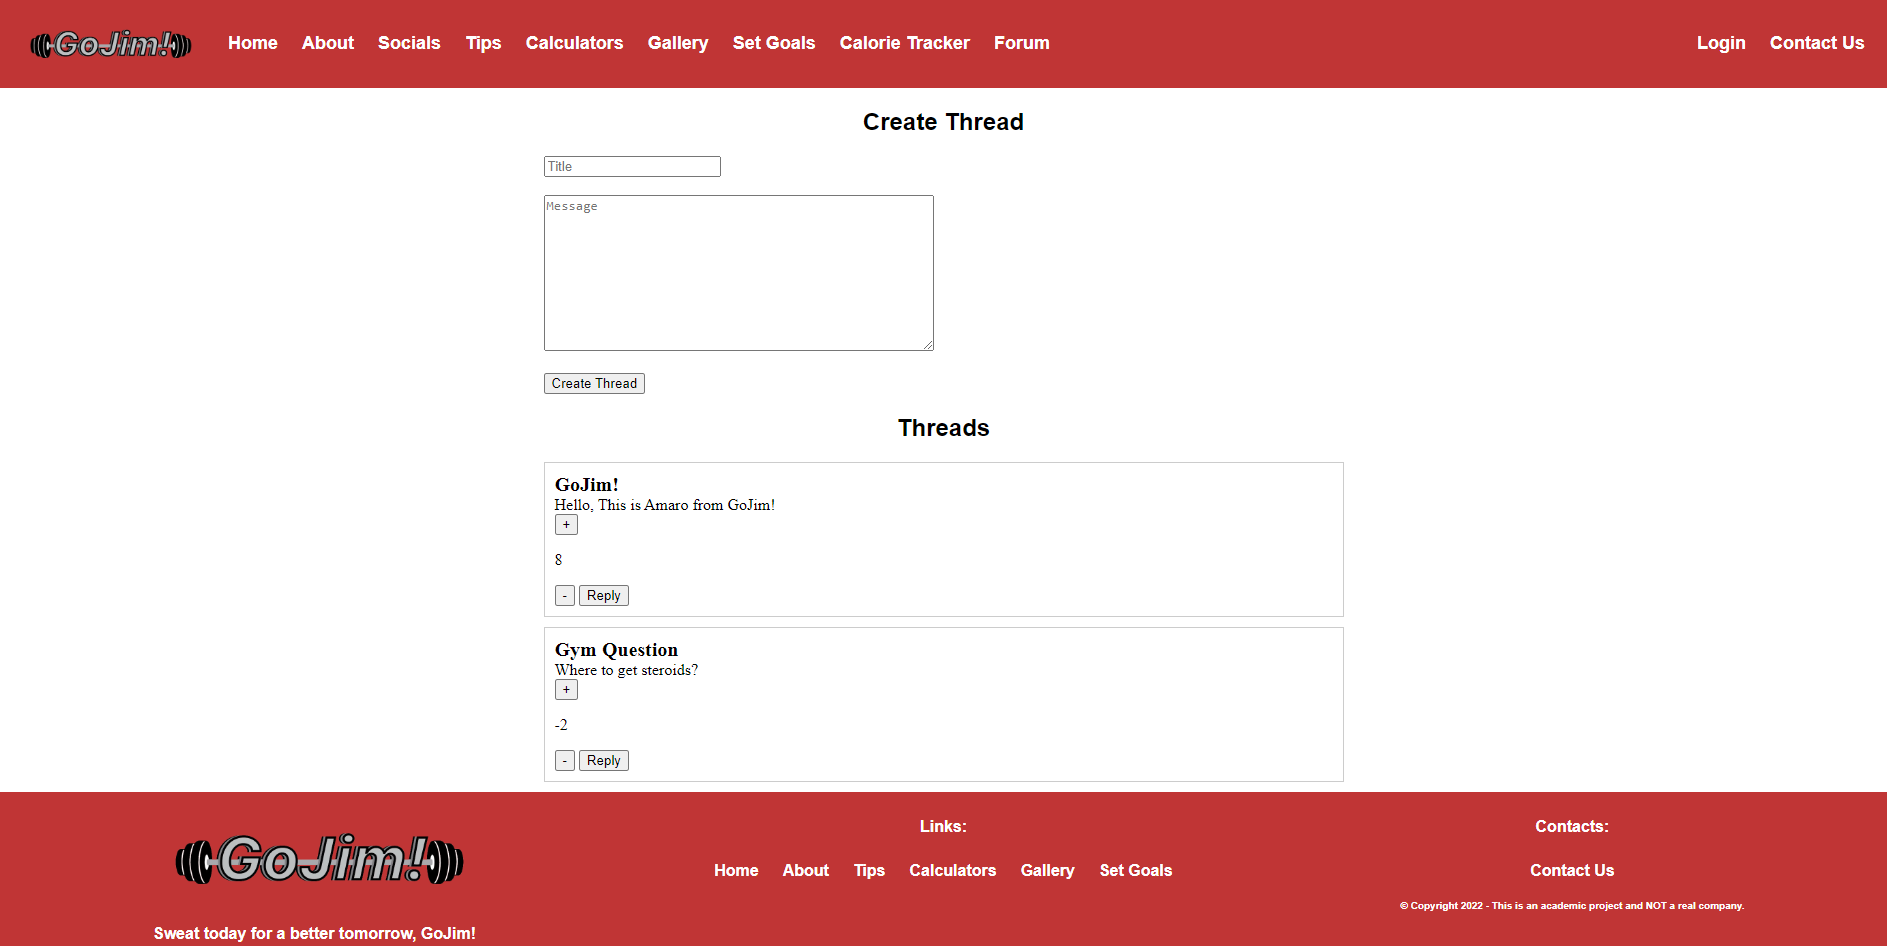 GoJim! Home About Socials Tips Calculators Gallery Set Goals Calorie Tracker Forum Login Contact Us
Create Thread
Title
Message
Create Thread
Threads
GoJim!
Hello, This is Amaro from GoJim!
+
8
- Reply
Gym Question
Where to get steroids?
+
-2
- Reply
GoJim!
Sweat today for a better tomorrow, GoJim!
Links:
Home About Tips Calculators Gallery Set Goals
Contacts:
Contact Us
© Copyright 2022 - This is an academic project and NOT a real company.